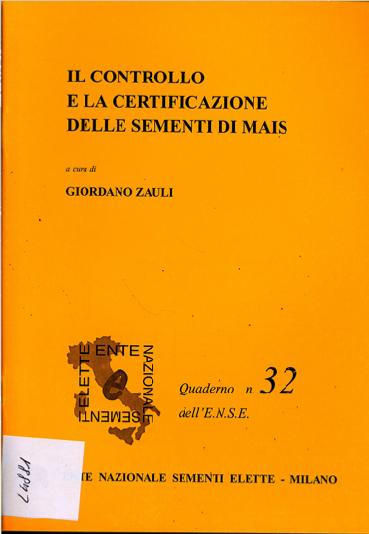 IL CONTROLLO
E LA CERTIFICAZIONE
DELLE SEMENTI DI MAIS
a cura di
GIORDANO ZAULI
ENTE
NAZIONALE
SEMENTI
ELETTE
e
Quaderno n. 32
dell'E.N.S.E.
NTE NAZIONALE SEMENTI ELETTE - MILANO